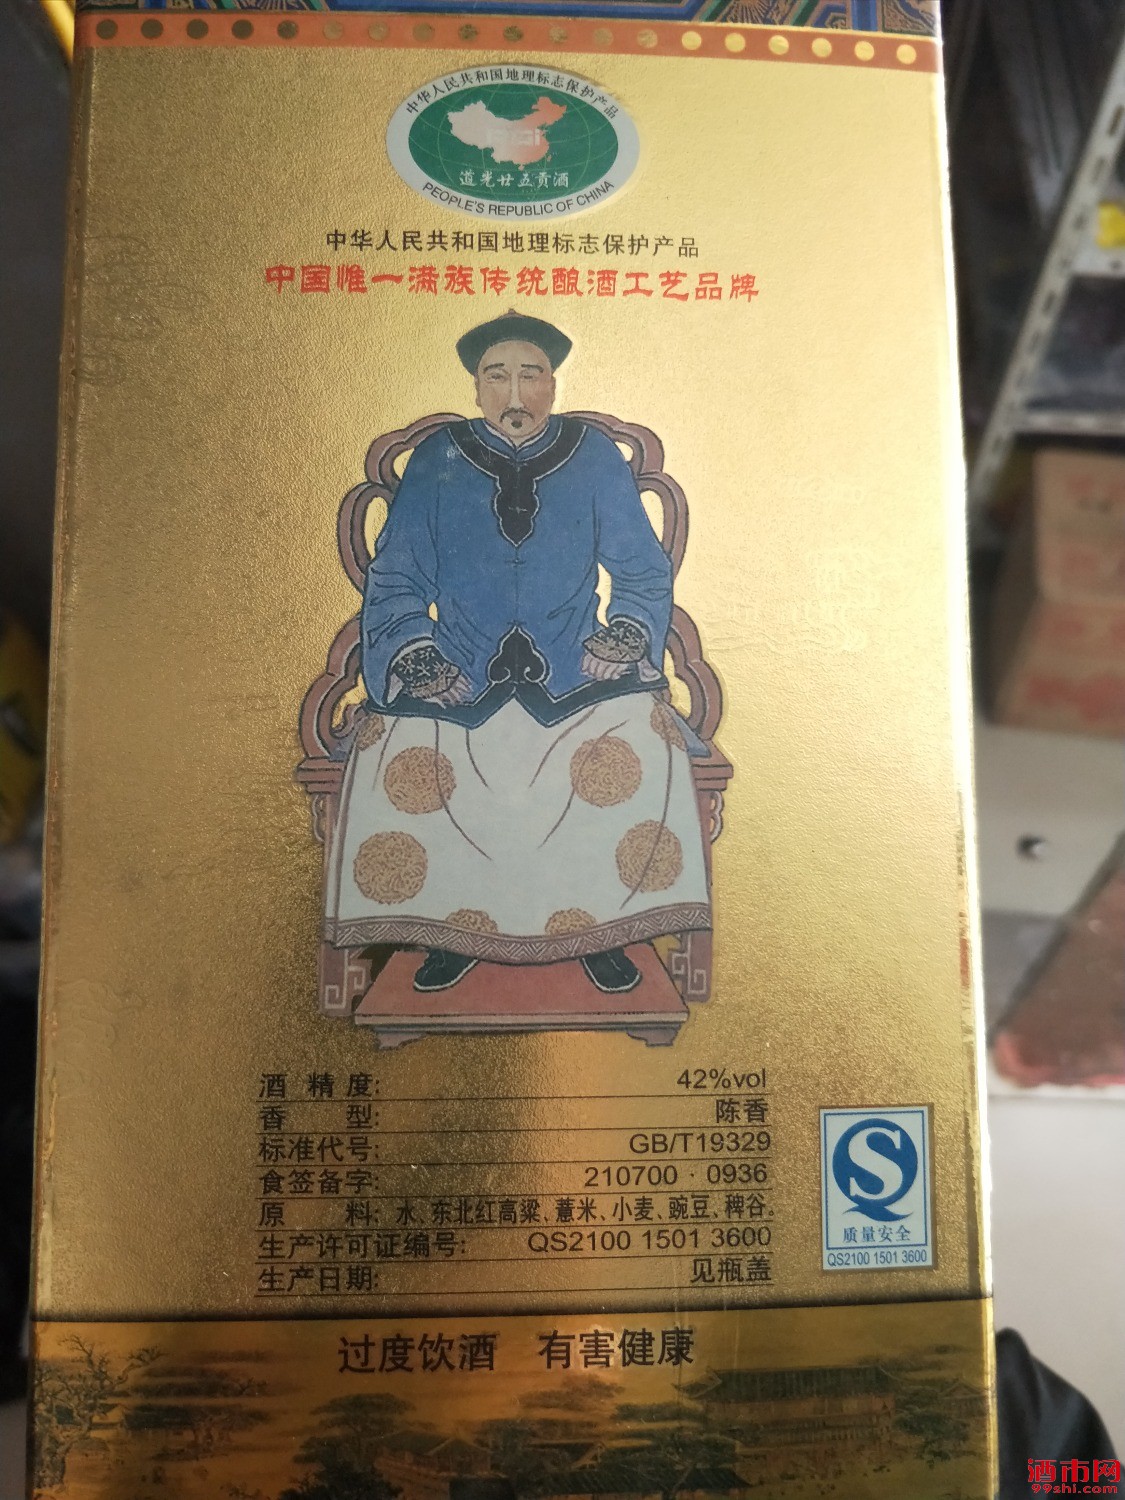 中华人民共和国地理标志保护产品
PGI
道光廿五贡酒
PEOPLE'S REPUBLIC OF CHINA
中华人民共和国地理标志保护产品
中国惟一满族传统酿酒工艺品牌
酒精度: 42%vol
香型: 陈香
标准代号: GB/T19329
食签备字: 210700·0936
原料: 水、东北红高粱、薏米、小麦、豌豆、稗谷。
生产许可证编号: QS2100 1501 3600
生产日期: 见瓶盖
质量安全
QS2100 1501 3600
过度饮酒 有害健康
酒市网
99shi.com